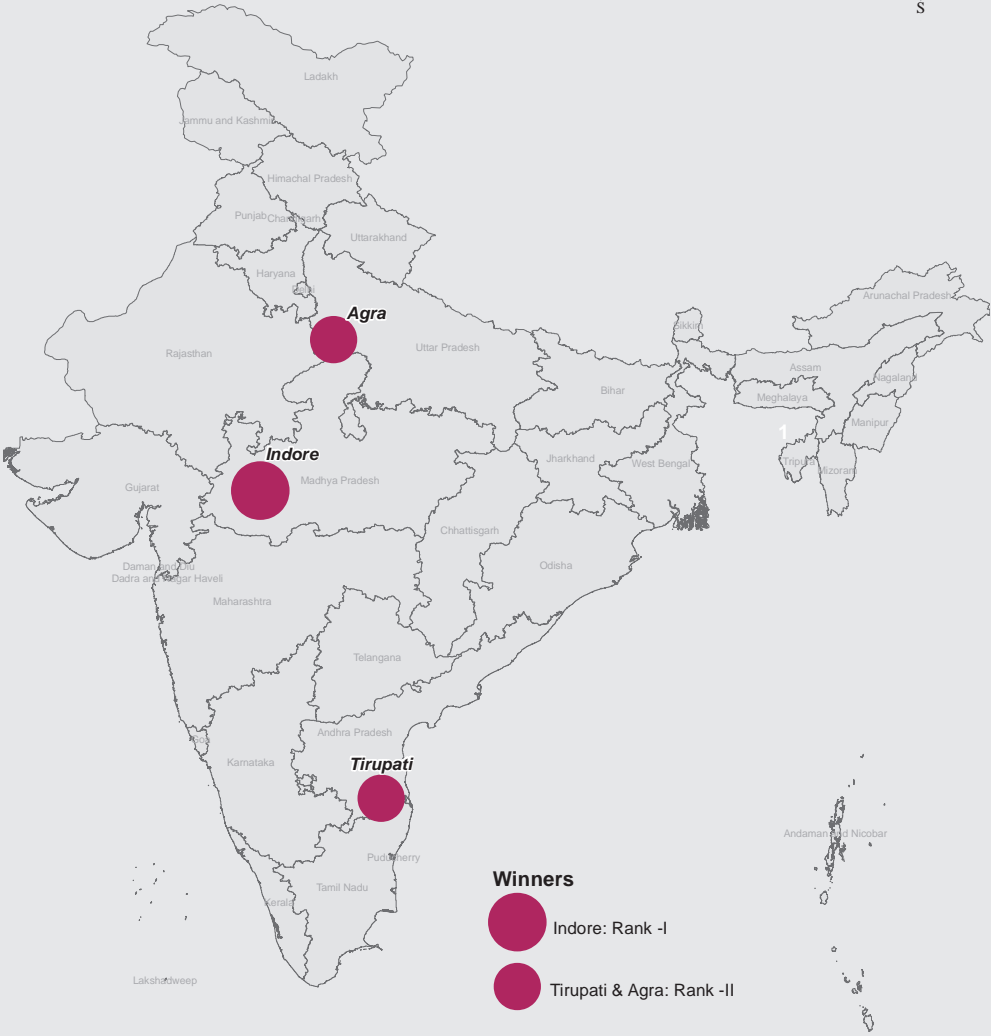 S
Ladakh
Jammu and Kashmir
Himachal Pradesh
Punjab
Chandigarh
Uttarakhand
Haryana
Delhi
Arunachal Pradesh
Agra
Sikkim
Rajasthan
Uttar Pradesh
Assam
Nagaland
Bihar
Meghalaya
Manipur
1
Indore
Jharkhand
West Bengal
Tripura
Mizoram
Madhya Pradesh
Gujarat
Chhattisgarh
Daman and Diu
Odisha
Dadra and Nagar Haveli
Maharashtra
Telangana
Andhra Pradesh
Goa
Karnataka
Tirupati
Andaman and Nicobar
Puducherry
Winners
Tamil Nadu
Kerala
Indore: Rank -I
Lakshadweep
Tirupati & Agra: Rank -II